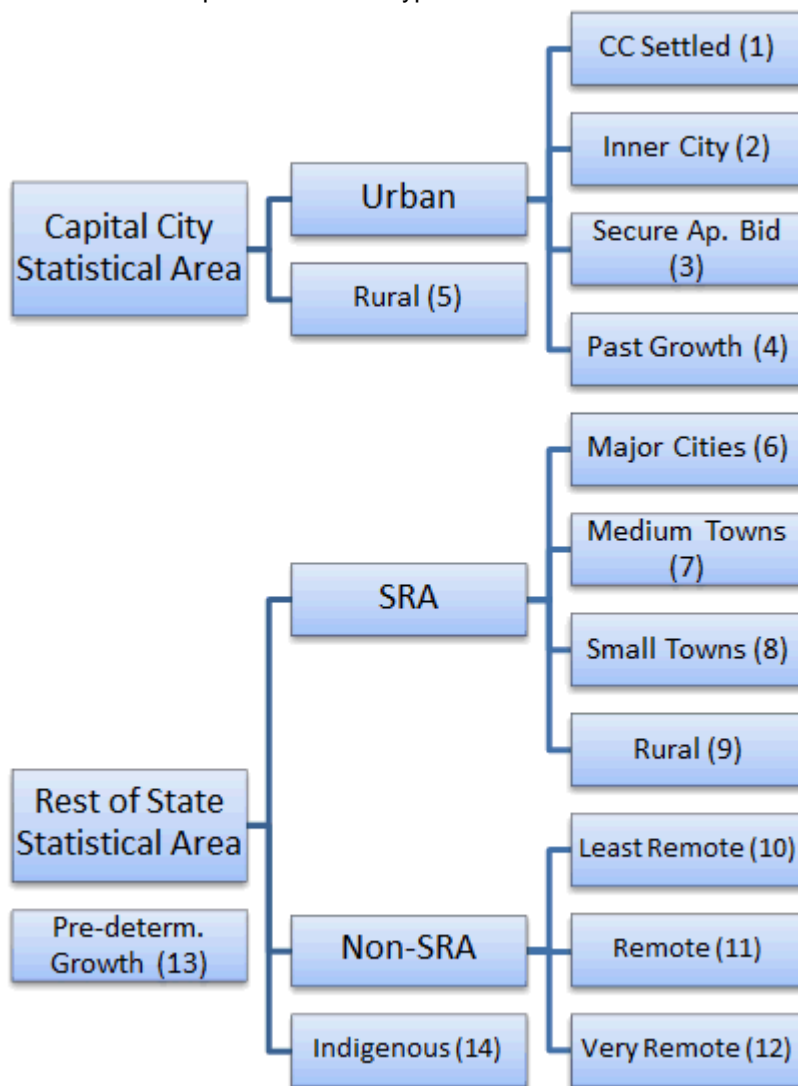 CC Settled (1)
Inner City (2)
Urban
Capital City
Statistical Area
Secure Ap. Bid
(3)
Rural (5)
Past Growth (4)
Major Cities (6)
Medium Towns
(7)
SRA
Small Towns (8)
Rural (9)
Rest of State
Statistical Area
Least Remote (10)
Pre-determ.
Growth (13)
Non-SRA
Remote (11)
Indigenous (14)
Very Remote (12)